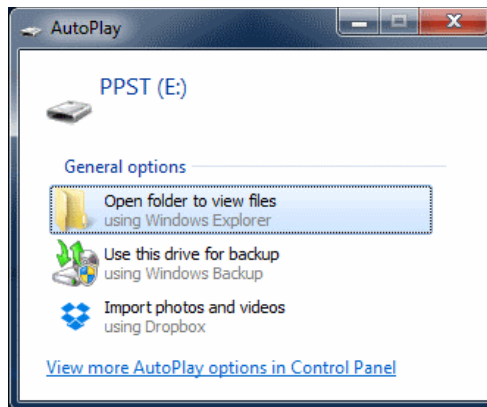 AutoPlay
PPST (E:)
General options
Open folder to view files
using Windows Explorer
Use this drive for backup
using Windows Backup
Import photos and videos
using Dropbox
View more AutoPlay options in Control Panel